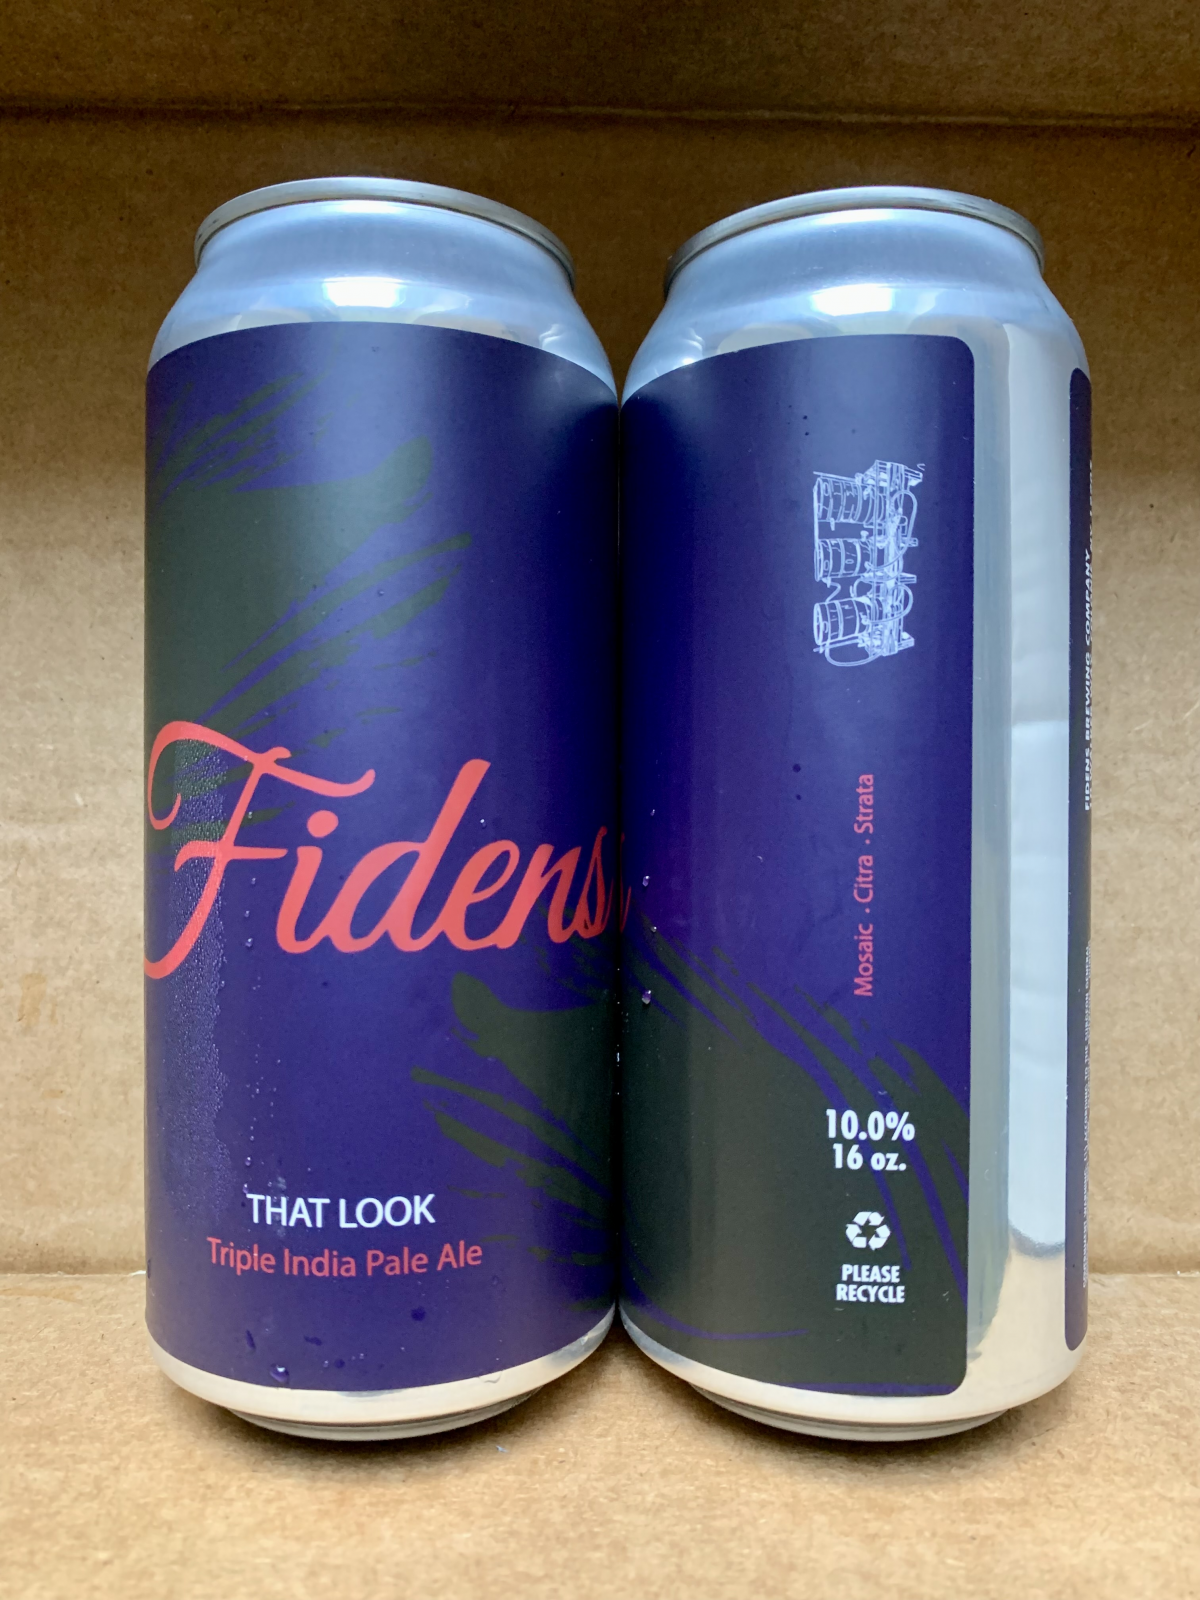 Fidens
THAT LOOK
Triple India Pale Ale
Mosaic · Citra · Strata
10.0%
16 oz.
PLEASE
RECYCLE
FIDENS BREWING COMPANY